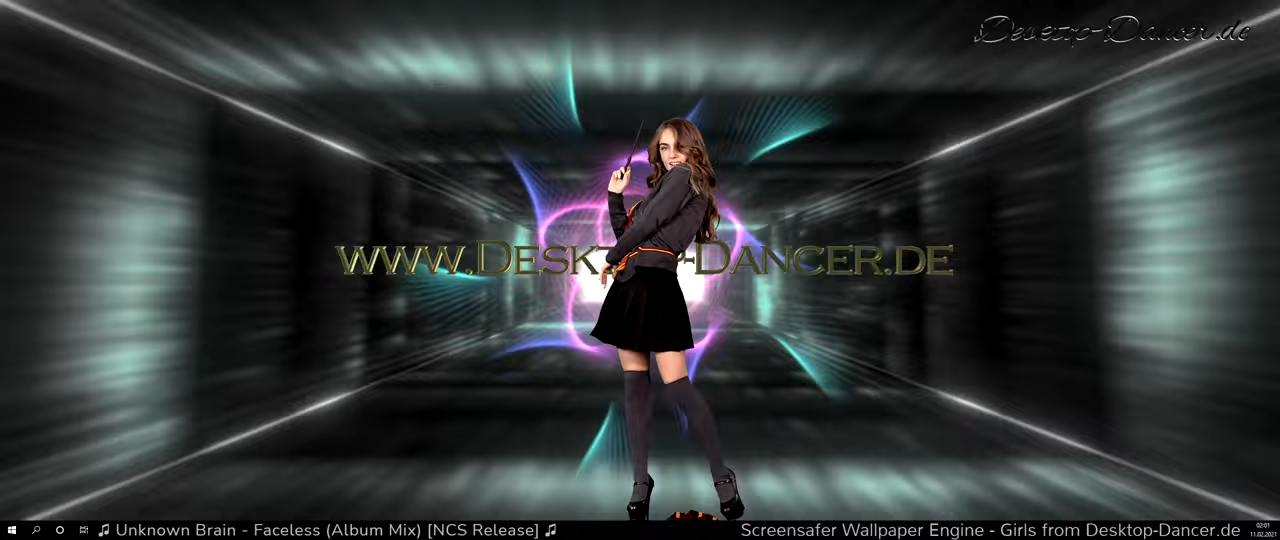 Desktop-Dancer.de
www.Desktop-Dancer.de
♫ Unknown Brain - Faceless (Album Mix) [NCS Release] ♫
Screensafer Wallpaper Engine - Girls from Desktop-Dancer.de
02:01
11.02.2021